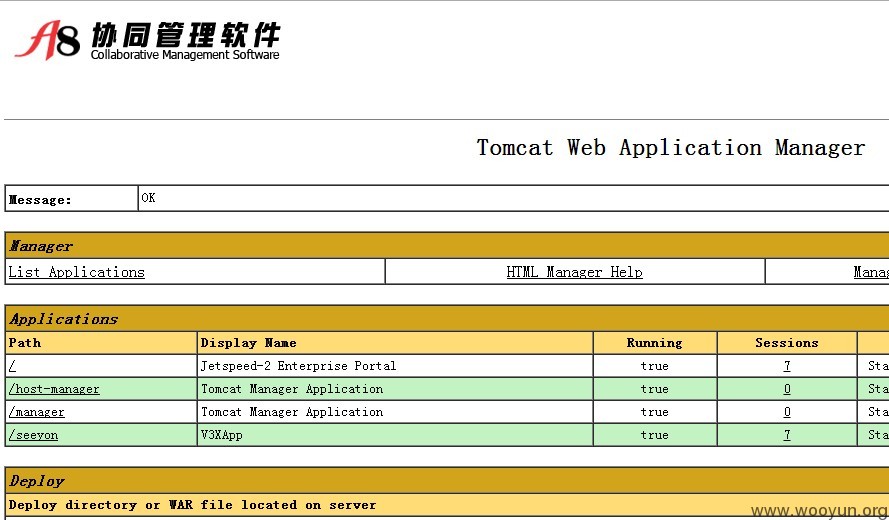 A8 协同管理软件
Collaborative Management Software
Tomcat Web Application Manager
Message: OK
Manager
List Applications HTML Manager Help Manag
Applications
Path Display Name Running Sessions
/ Jetspeed-2 Enterprise Portal true 7 Sta
/host-manager Tomcat Manager Application true 0 Sta
/manager Tomcat Manager Application true 0 Sta
/seeyon V3XApp true 7 Sta
Deploy
Deploy directory or WAR file located on server
www.wooyun.org